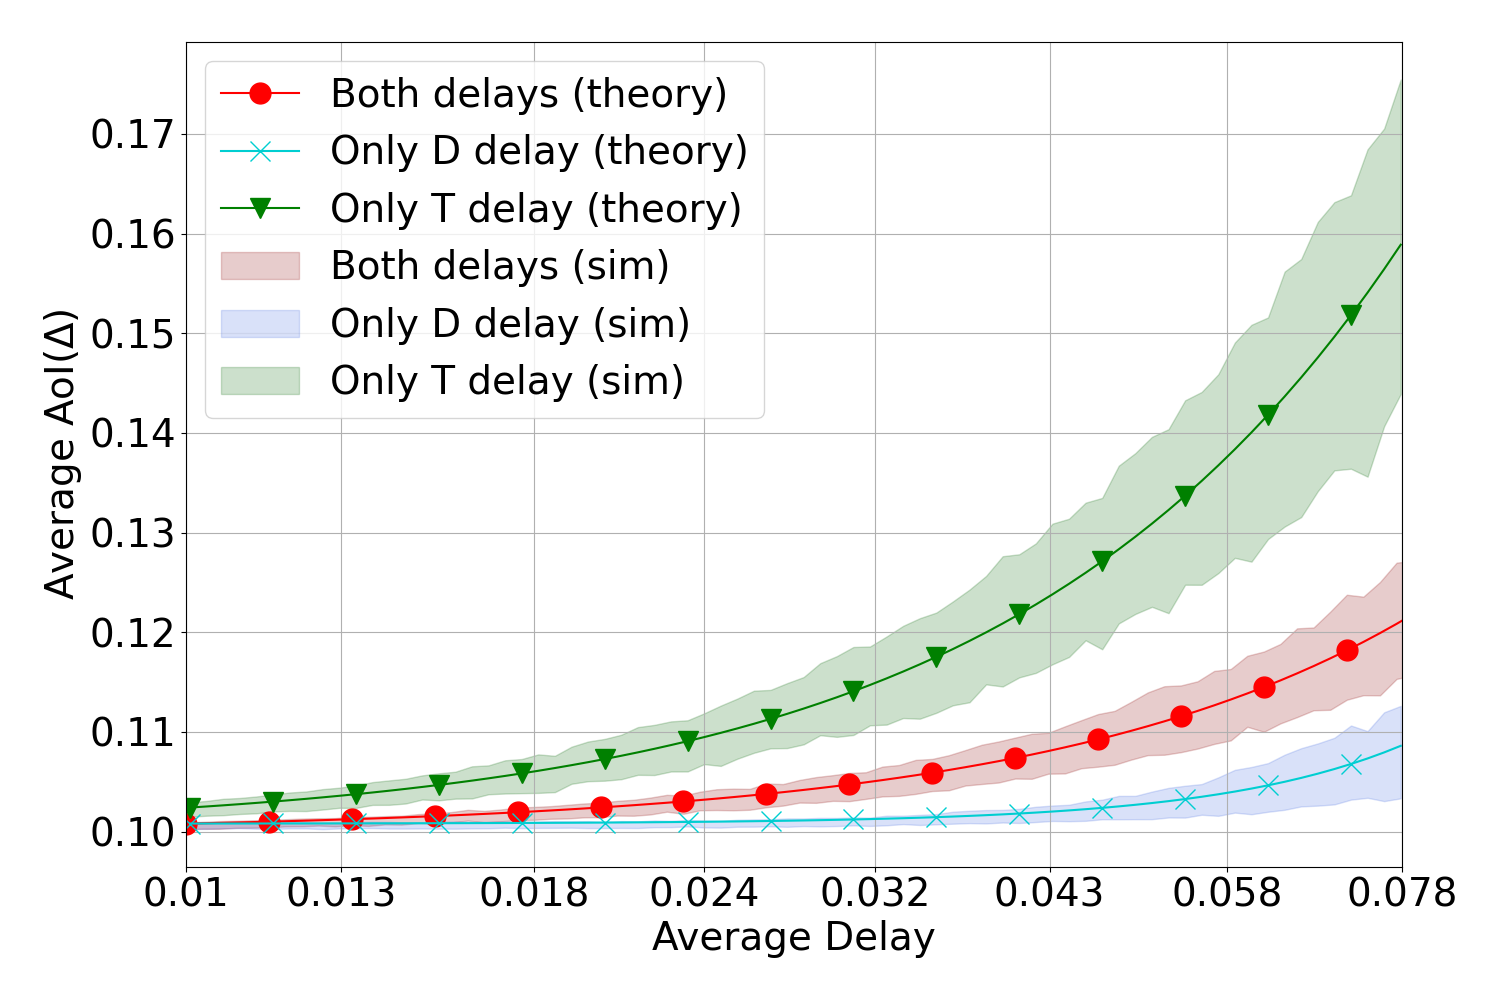 Both delays (theory)
Only D delay (theory)
Only T delay (theory)
Both delays (sim)
Only D delay (sim)
Only T delay (sim)
Average AoI(Δ)
0.17
0.16
0.15
0.14
0.13
0.12
0.11
0.10
0.01 0.013 0.018 0.024 0.032 0.043 0.058 0.078
Average Delay